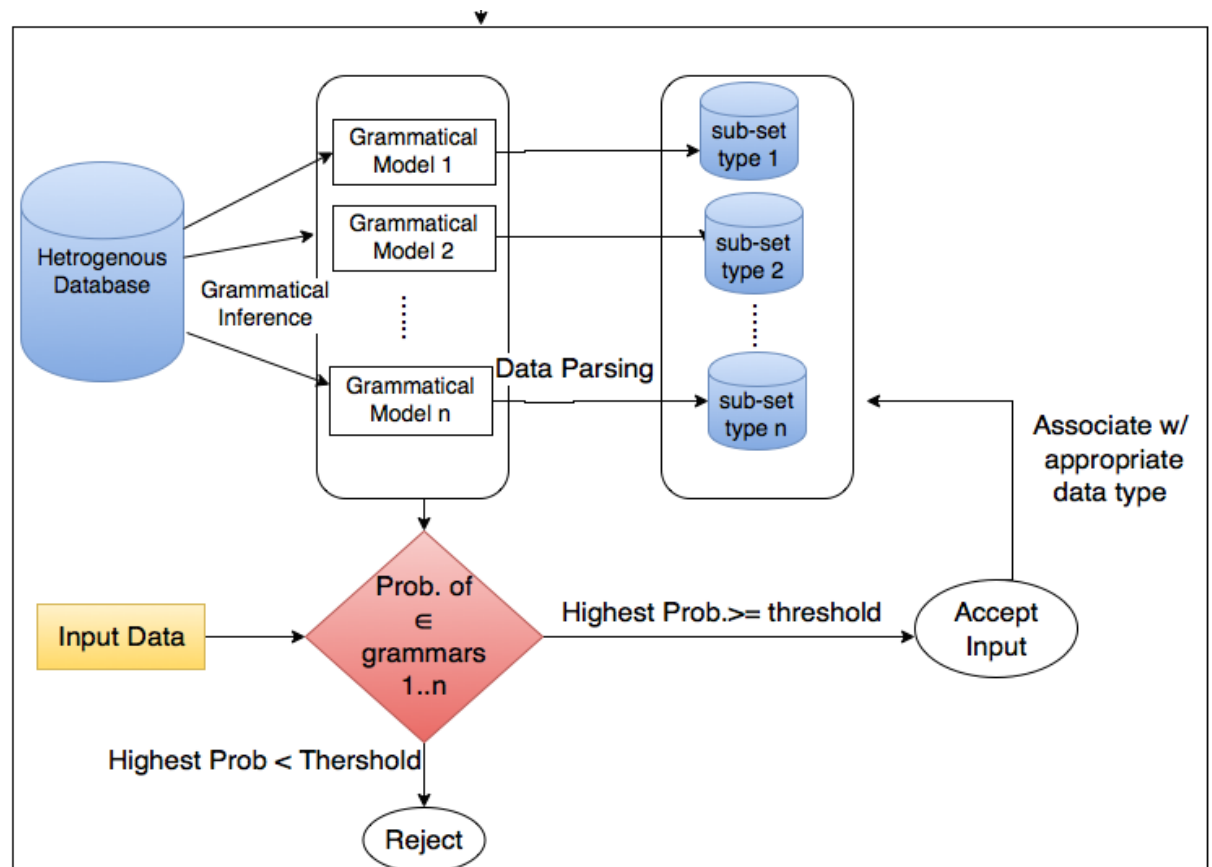 Grammatical
Model 1
sub-set
type 1
Grammatical
Model 2
sub-set
type 2
Hetrogenous
Database
Grammatical
Inference
Data Parsing
Grammatical
Model n
sub-set
type n
Associate w/
appropriate
data type
Prob. of
∈
grammars
1..n
Input Data
Highest Prob.>= threshold
Accept
Input
Highest Prob < Thershold
Reject